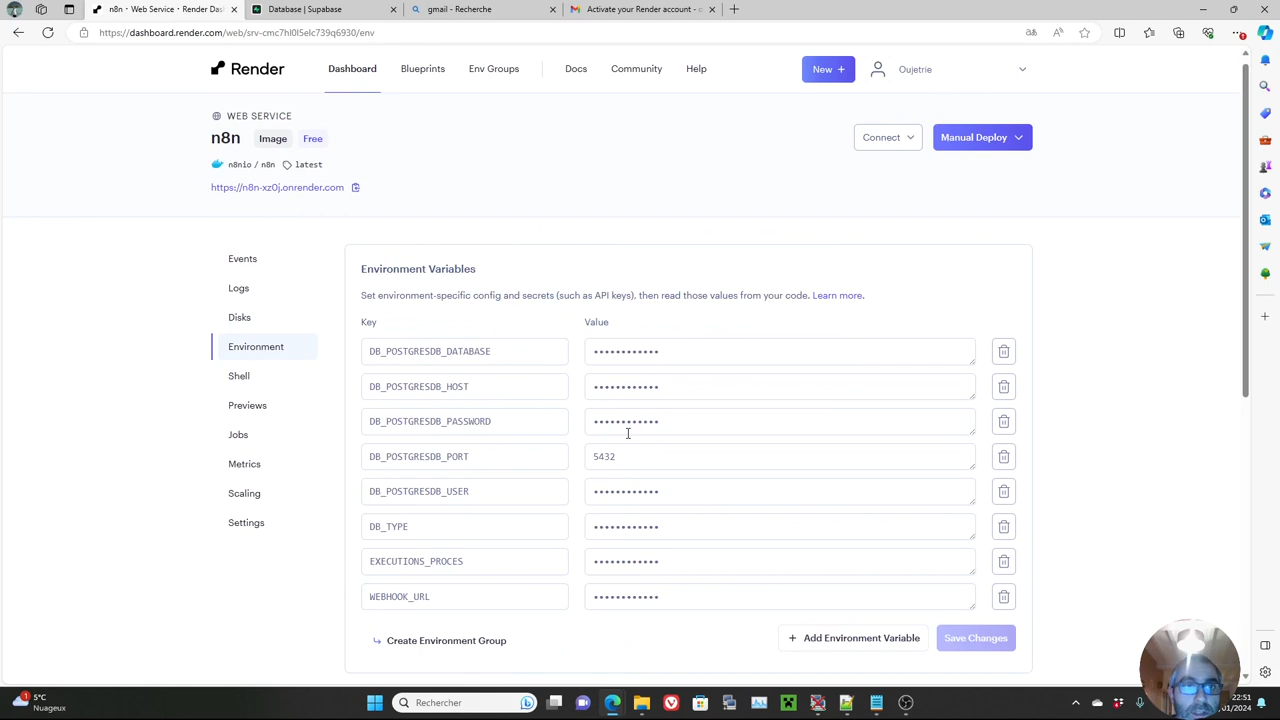 n8n · Web Service · Render Dash
Database | Supabase
gmail - Recherche
Activate your Render account - o
https://dashboard.render.com/web/srv-cmc7hl0l5elc739q6930/env
Render
Dashboard
Blueprints
Env Groups
Docs
Community
Help
New +
Oujetrie
WEB SERVICE
n8n
Image
Free
Connect
Manual Deploy
n8nio / n8n
latest
https://n8n-xz0j.onrender.com
Events
Logs
Disks
Environment
Shell
Previews
Jobs
Metrics
Scaling
Settings
Environment Variables
Set environment-specific config and secrets (such as API keys), then read those values from your code. Learn more.
Key
Value
DB_POSTGRESDB_DATABASE
••••••••••••
DB_POSTGRESDB_HOST
••••••••••••
DB_POSTGRESDB_PASSWORD
••••••••••••
DB_POSTGRESDB_PORT
5432
DB_POSTGRESDB_USER
••••••••••••
DB_TYPE
••••••••••••
EXECUTIONS_PROCES
••••••••••••
WEBHOOK_URL
••••••••••••
Create Environment Group
+ Add Environment Variable
Save Changes
1
5°C
Nuageux
Rechercher
22:51
01/2024